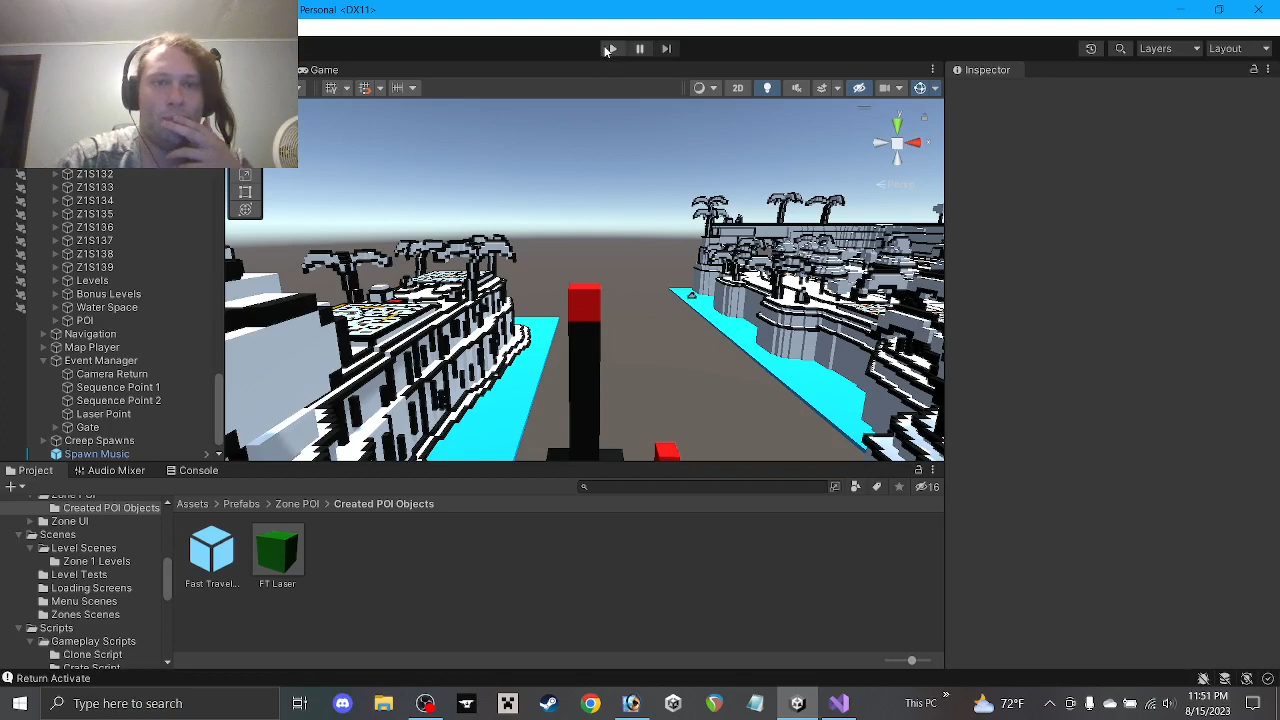 Personal <DX11>
Layers
Layout
Game
Inspector
2D
y
x
Persp
Z1S132
Z1S133
Z1S134
Z1S135
Z1S136
Z1S137
Z1S138
Z1S139
Levels
Bonus Levels
Water Space
POI
Navigation
Map Player
Event Manager
Camera Return
Sequence Point 1
Sequence Point 2
Laser Point
Gate
Creep Spawns
Spawn Music
Project
Audio Mixer
Console
16
Zone POI
Created POI Objects
Zone UI
Scenes
Level Scenes
Zone 1 Levels
Level Tests
Loading Screens
Menu Scenes
Zones Scenes
Scripts
Gameplay Scripts
Clone Script
Crate Script
Assets > Prefabs > Zone POI > Created POI Objects
Fast Travel...
FT Laser
Return Activate
Type here to search
This PC
72°F
11:51 PM
8/15/2023